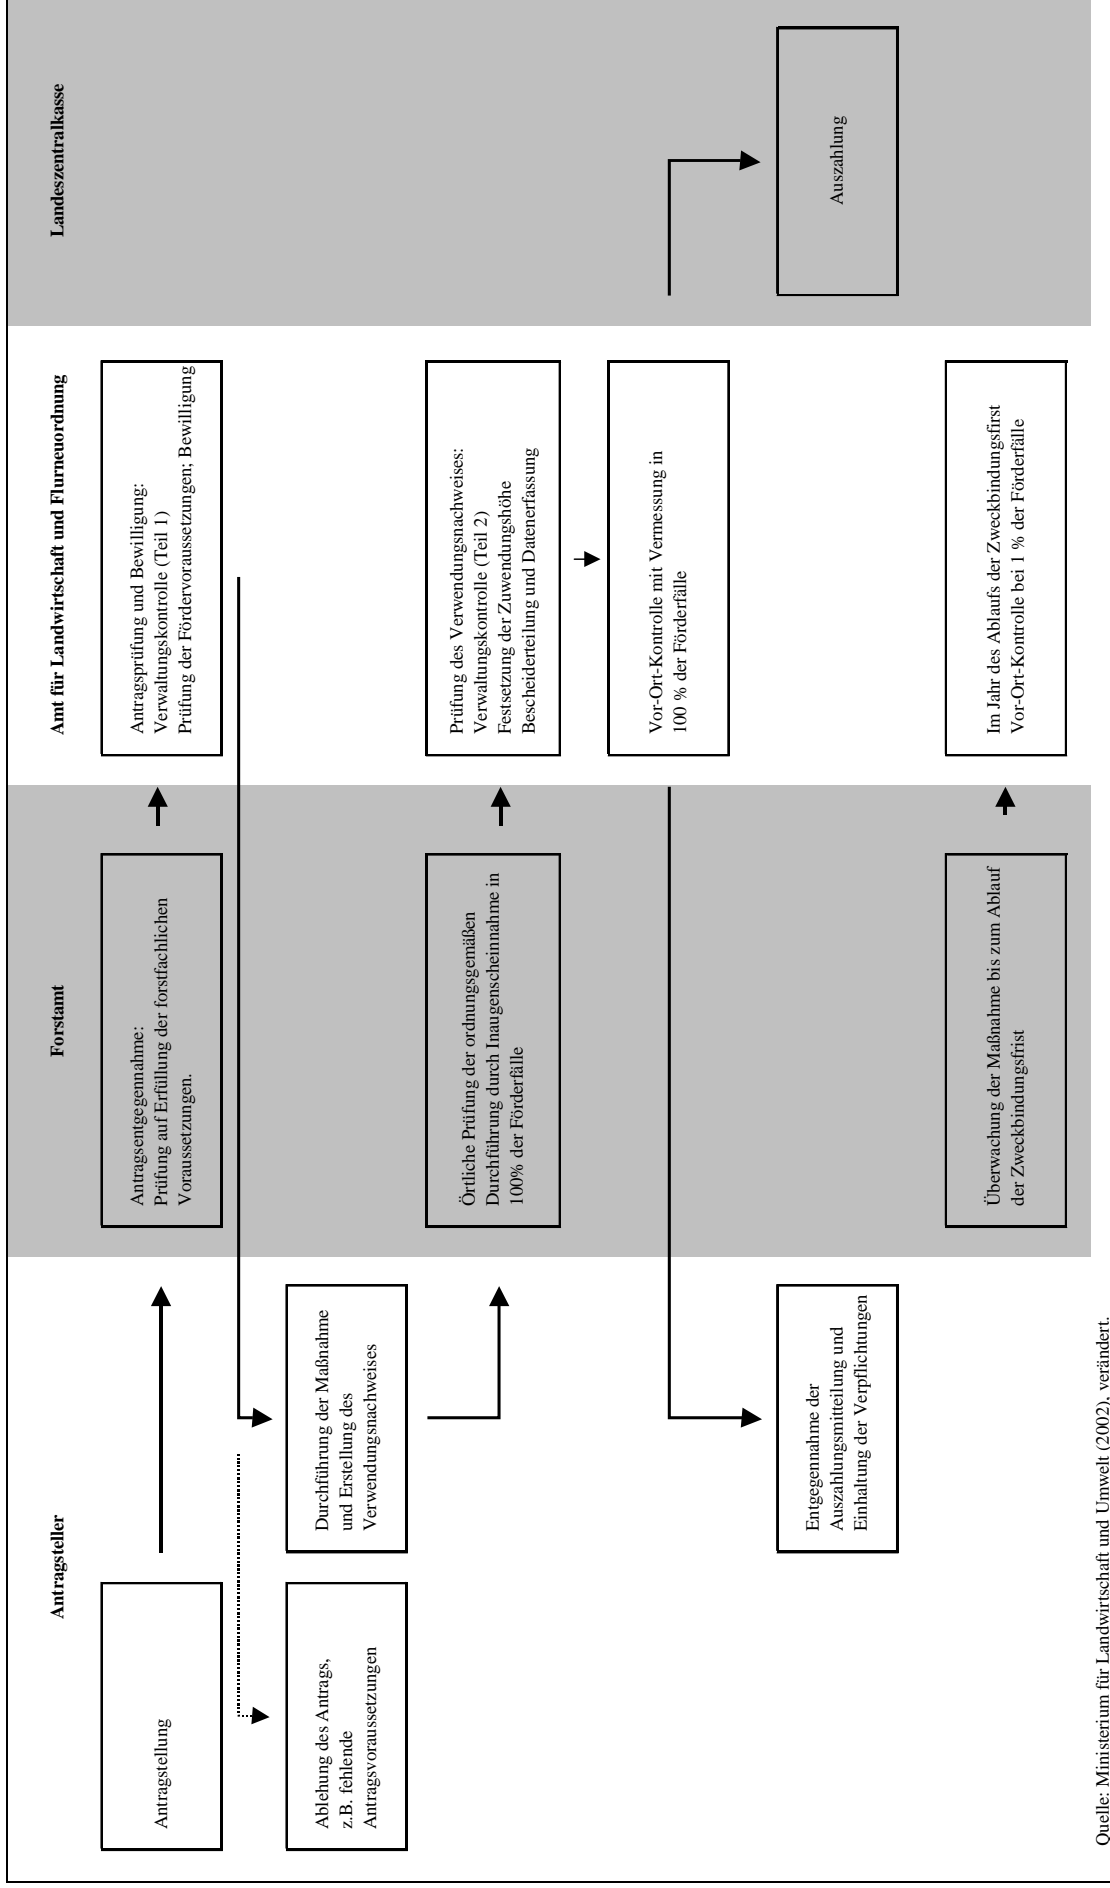 Antragsteller
Forstamt
Amt für Landwirtschaft und Flurneuordnung
Landeszentralkasse
Antragstellung
Antragsentgegennahme:
Prüfung auf Erfüllung der forstfachlichen
Voraussetzungen.
Antragsprüfung und Bewilligung:
Verwaltungskontrolle (Teil 1)
Prüfung der Fördervoraussetzungen; Bewilligung
Ablehung des Antrags,
z.B. fehlende
Antragsvoraussetzungen
Durchführung der Maßnahme
und Erstellung des
Verwendungsnachweises
Örtliche Prüfung der ordnungsgemäßen
Durchführung durch Inaugenscheinnahme in
100% der Förderfälle
Prüfung des Verwendungsnachweises:
Verwaltungskontrolle (Teil 2)
Festsetzung der Zuwendungshöhe
Bescheiderteilung und Datenerfassung
Vor-Ort-Kontrolle mit Vermessung in
100 % der Förderfälle
Entgegennahme der
Auszahlungsmitteilung und
Einhaltung der Verpflichtungen
Auszahlung
Überwachung der Maßnahme bis zum Ablauf
der Zweckbindungsfrist
Im Jahr des Ablaufs der Zweckbindungsfirst
Vor-Ort-Kontrolle bei 1 % der Förderfälle
Quelle: Ministerium für Landwirtschaft und Umwelt (2002), verändert.